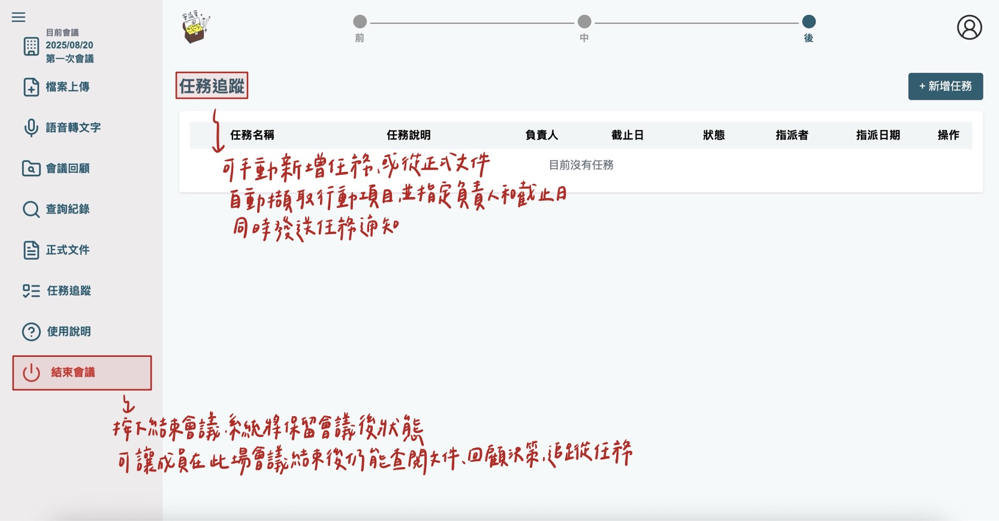 目前會議
2025/08/20
第一次會議
檔案上傳
語音轉文字
會議回顧
查詢紀錄
正式文件
任務追蹤
使用說明
結束會議
會議蹤
前
中
後
任務追蹤
+ 新增任務
任務名稱 任務說明 負責人 截止日 狀態 指派者 指派日期 操作
目前沒有任務
可手動新增任務、或從正式文件
自動擷取行動項目,並指定負責人和截止日
同時發送任務通知
按下結束會議,系統將保留會議後狀態
可讓成員在此場會議結束後仍能查閱文件、回顧決策、追蹤任務